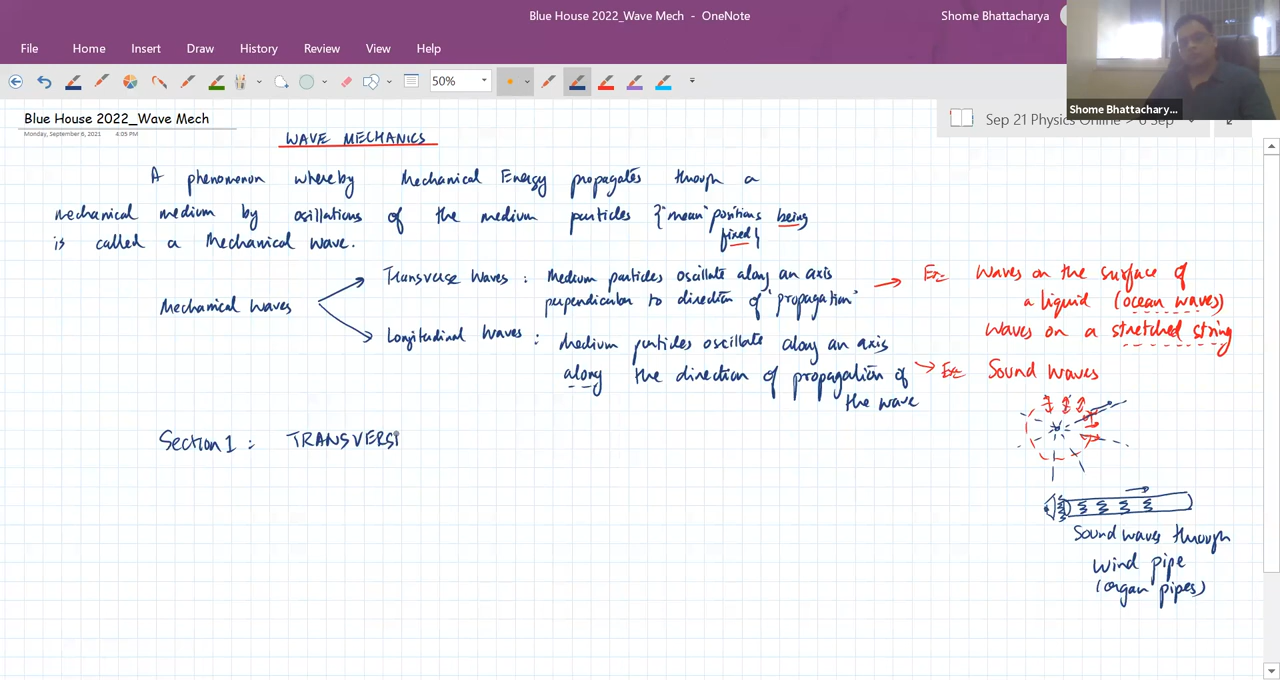 Blue House 2022_Wave Mech - OneNote
Shome Bhattacharya
File Home Insert Draw History Review View Help
50%
Shome Bhattachary...
Blue House 2022_Wave Mech
Monday, September 6, 2021 4:05 PM
Sep 21 Physics Online > 6 Sep
WAVE MECHANICS
A phenomenon whereby Mechanical Energy propagates through a
mechanical medium by osillations of the medium particles {"mean" positions being
fixed}
is called a Mechanical Wave.
Mechanical Waves
Transverse Waves : Medium particles oscillate along an axis
perpendicular to direction of "propagation"
Ex: Waves on the surface of
a liquid (ocean waves)
Waves on a stretched string
Longitudinal Waves : Medium particles oscillate along an axis
along the direction of propagation of
the wave
Ex: Sound Waves
Section 1 : TRANSVERS
Sound waves through
wind pipe
(organ pipes)